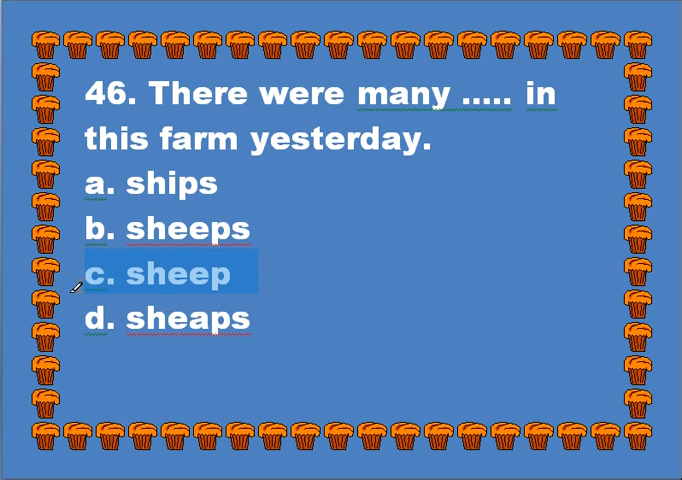 46. There were many ..... in
this farm yesterday.
a. ships
b. sheeps
c. sheep
d. sheaps